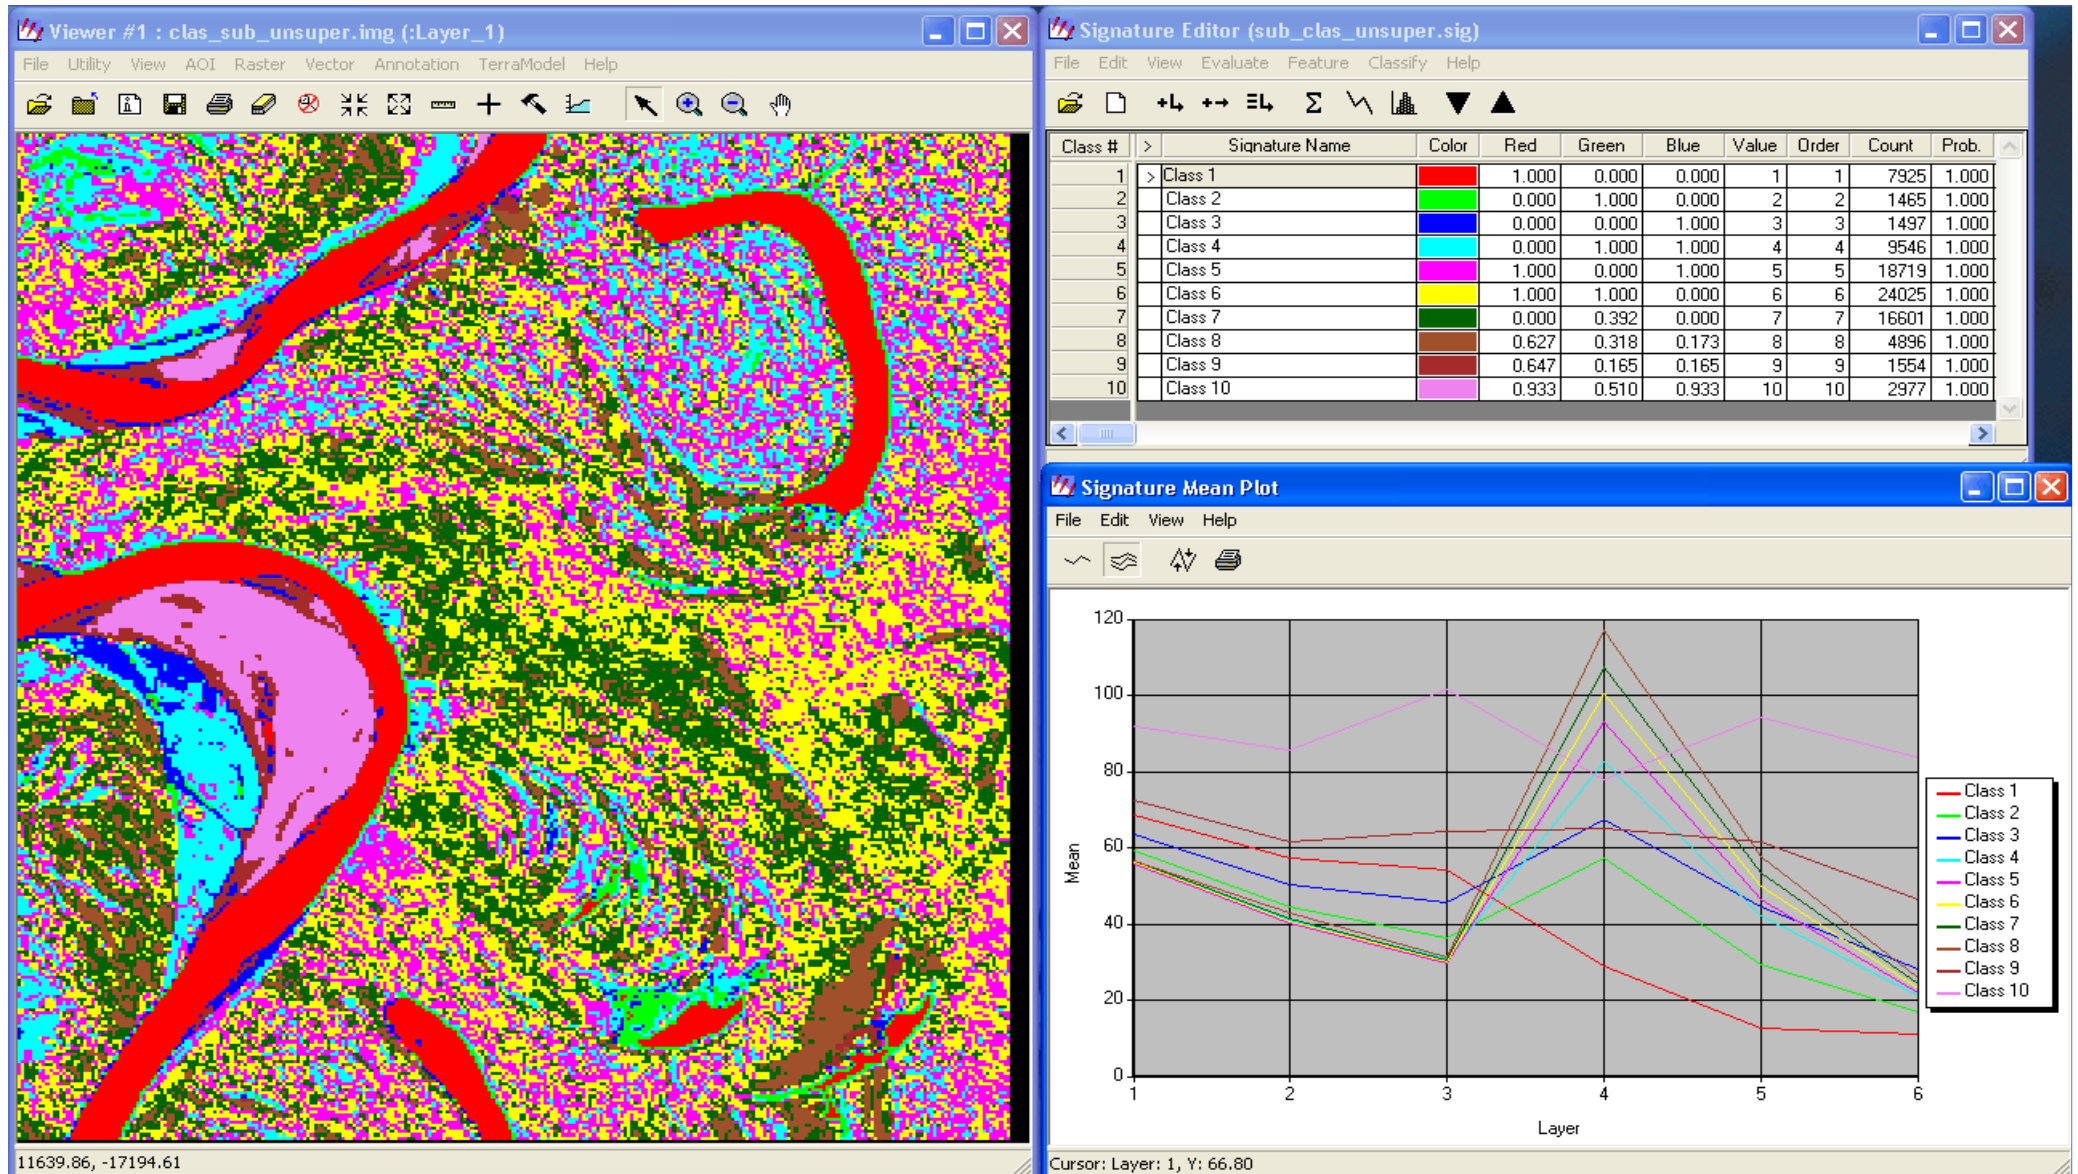 Viewer #1 : clas_sub_unsuper.img (:Layer_1)
File Utility View AOI Raster Vector Annotation TerraModel Help
11639.86, -17194.61
Signature Editor (sub_clas_unsuper.sig)
File Edit View Evaluate Feature Classify Help
Class # > Signature Name Color Red Green Blue Value Order Count Prob.
1 > Class 1 1.000 0.000 0.000 1 1 7925 1.000
2 Class 2 0.000 1.000 0.000 2 2 1465 1.000
3 Class 3 0.000 0.000 1.000 3 3 1497 1.000
4 Class 4 0.000 1.000 1.000 4 4 9546 1.000
5 Class 5 1.000 0.000 1.000 5 5 18719 1.000
6 Class 6 1.000 1.000 0.000 6 6 24025 1.000
7 Class 7 0.000 0.392 0.000 7 7 16601 1.000
8 Class 8 0.627 0.318 0.173 8 8 4896 1.000
9 Class 9 0.647 0.165 0.165 9 9 1554 1.000
10 Class 10 0.933 0.510 0.933 10 10 2977 1.000
Signature Mean Plot
File Edit View Help
120
100
80
60
40
20
0
Mean
1 2 3 4 5 6
Layer
Class 1
Class 2
Class 3
Class 4
Class 5
Class 6
Class 7
Class 8
Class 9
Class 10
Cursor: Layer: 1, Y: 66.80